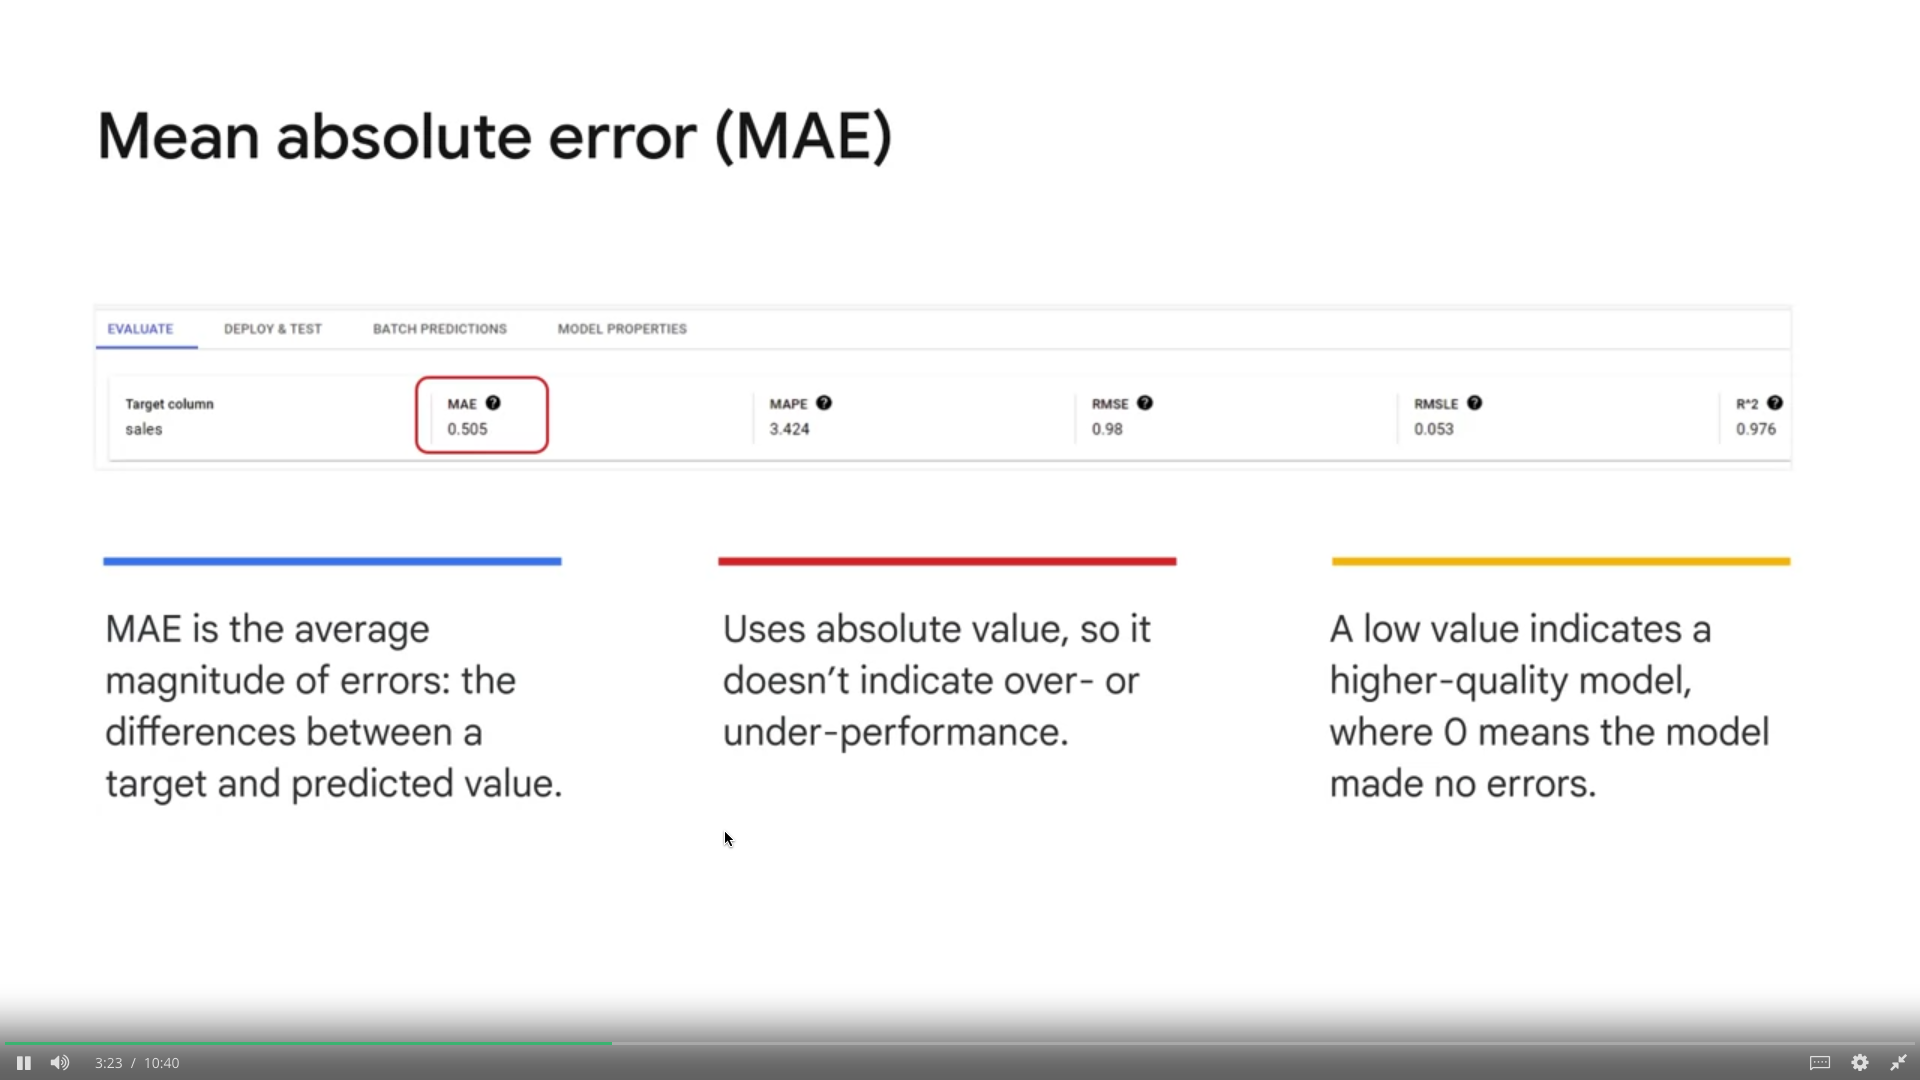 Mean absolute error (MAE)
EVALUATE DEPLOY & TEST BATCH PREDICTIONS MODEL PROPERTIES
Target column MAE ? MAPE ? RMSE ? RMSLE ? R^2 ?
sales 0.505 3.424 0.98 0.053 0.976
MAE is the average
magnitude of errors: the
differences between a
target and predicted value.
Uses absolute value, so it
doesn’t indicate over- or
under-performance.
A low value indicates a
higher-quality model,
where 0 means the model
made no errors.
3:23 / 10:40